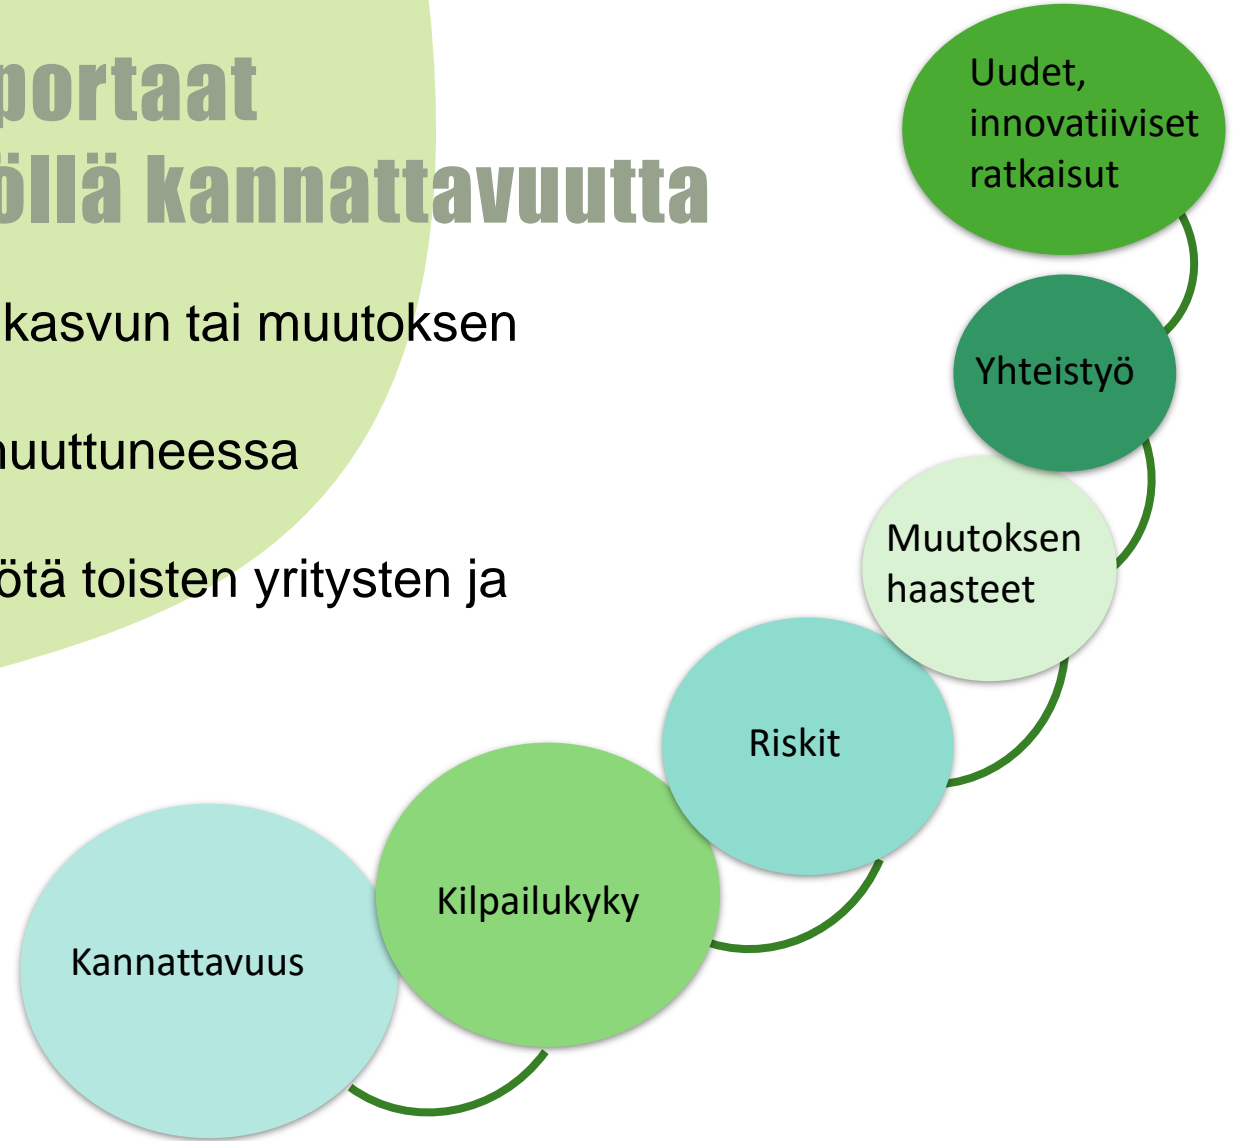 portaat
öllä kannattavuutta
kasvun tai muutoksen
muuttuneessa
ötä toisten yritysten ja
Uudet,
innovatiiviset
ratkaisut
Yhteistyö
Muutoksen
haasteet
Riskit
Kilpailukyky
Kannattavuus